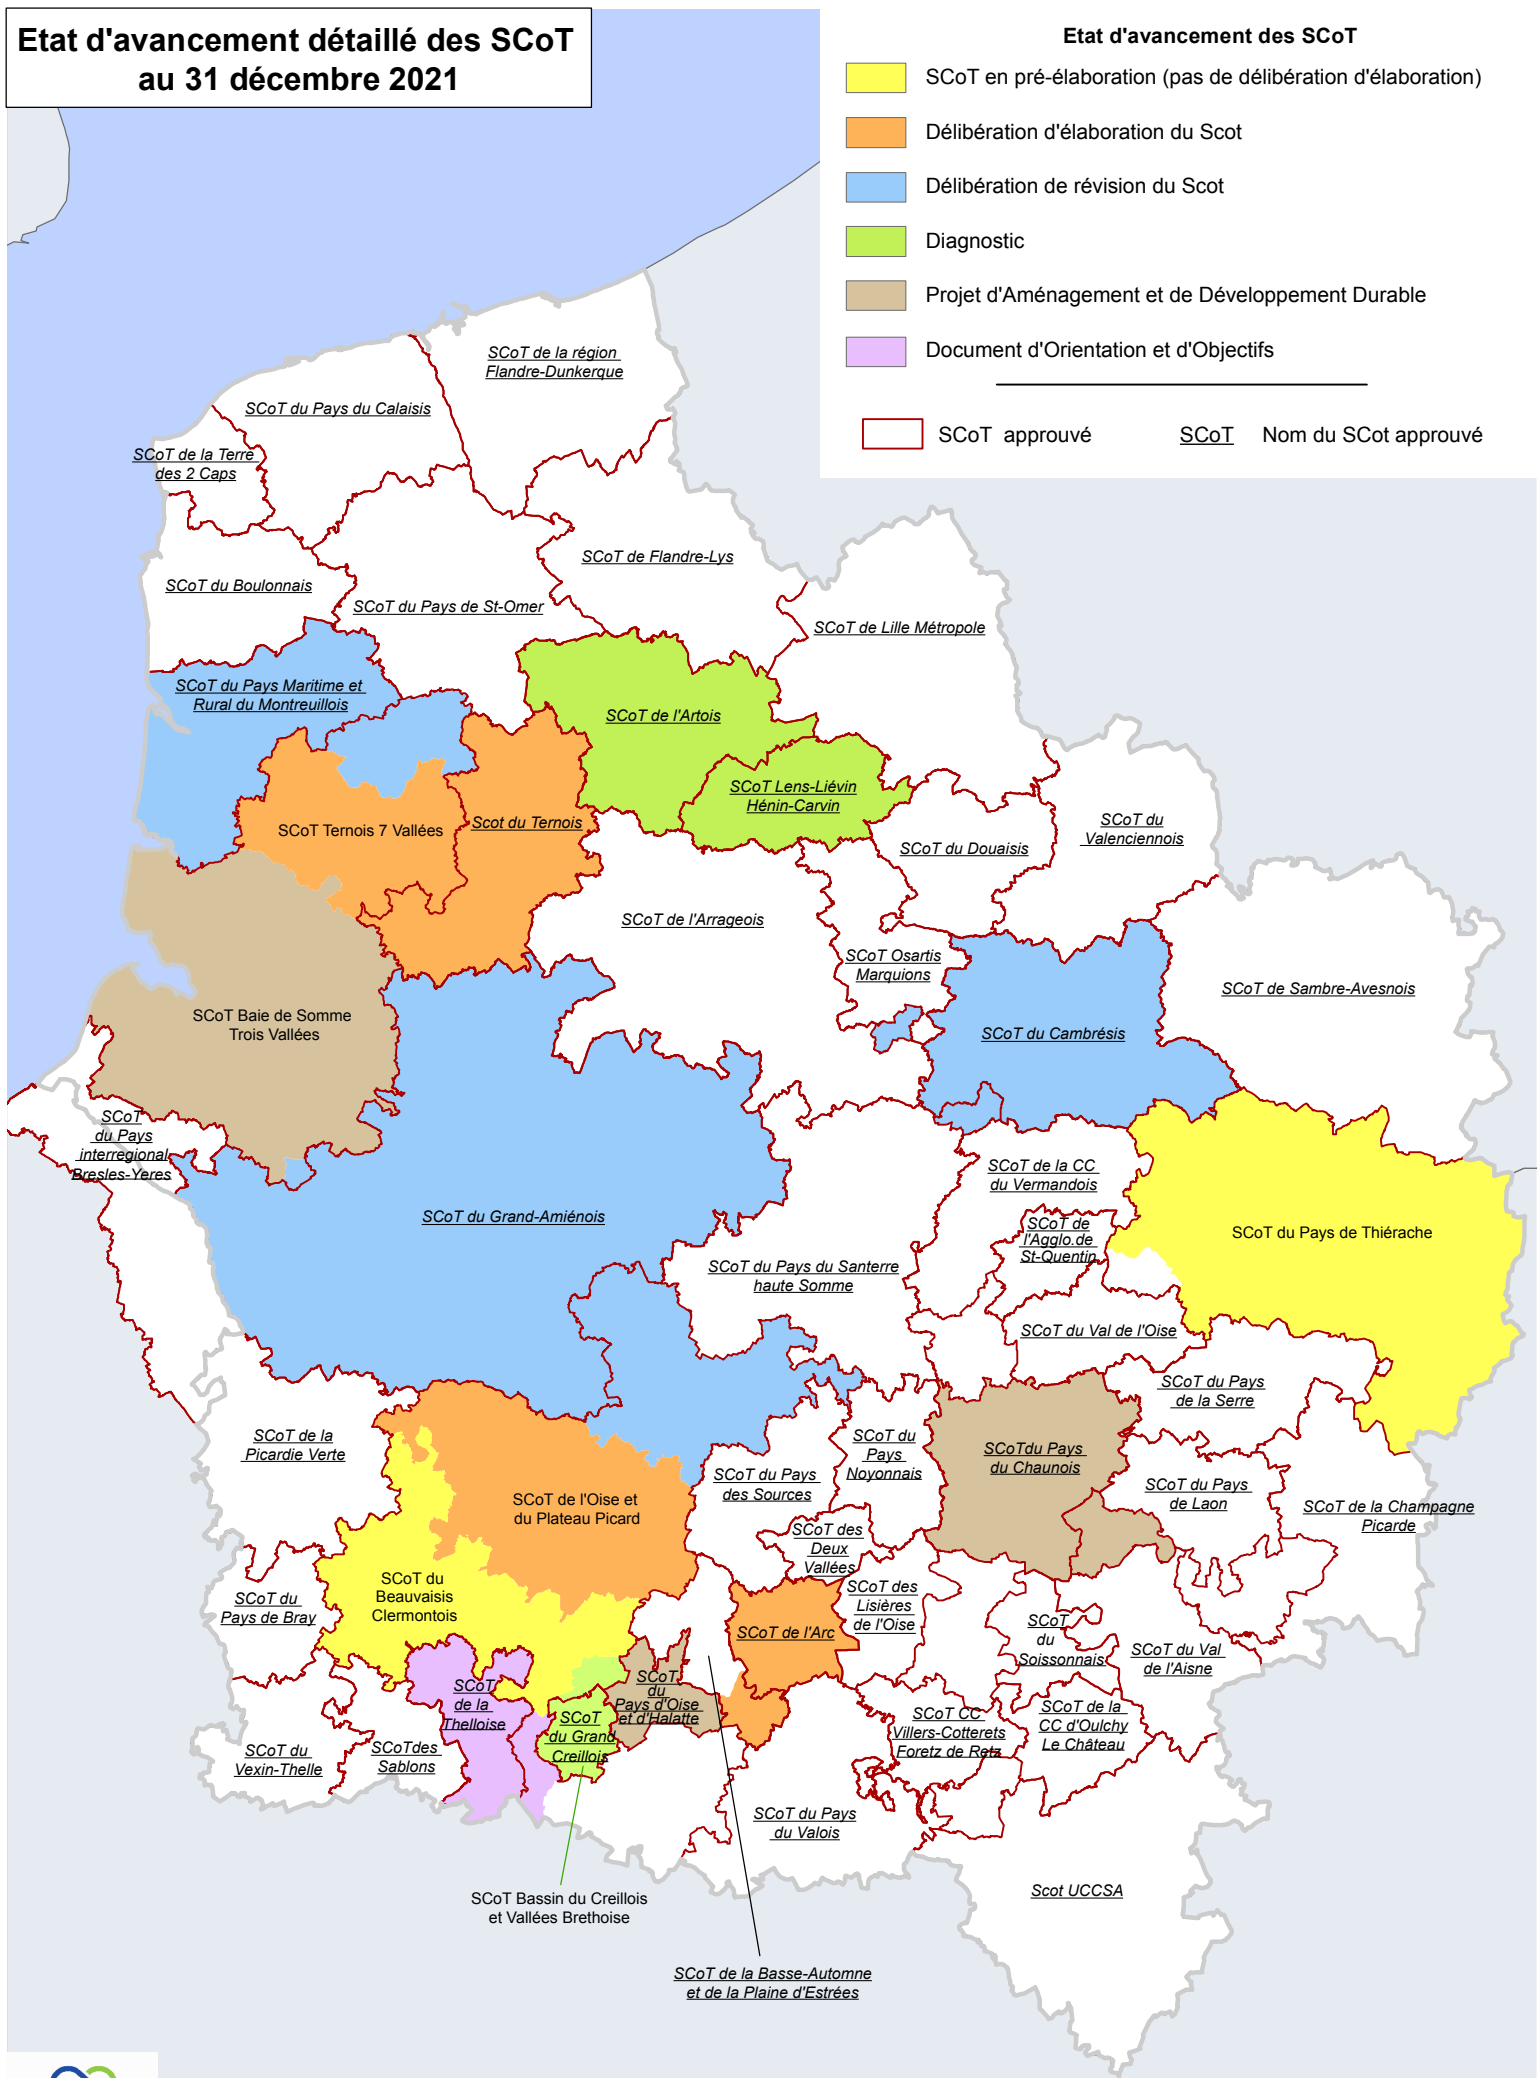 Etat d'avancement détaillé des SCoT
au 31 décembre 2021
Etat d'avancement des SCoT
SCoT en pré-élaboration (pas de délibération d'élaboration)
Délibération d'élaboration du Scot
Délibération de révision du Scot
Diagnostic
Projet d'Aménagement et de Développement Durable
Document d'Orientation et d'Objectifs
SCoT approuvé
SCoT Nom du SCot approuvé
SCoT de la région
Flandre-Dunkerque
SCoT du Pays du Calaisis
SCoT de la Terre
des 2 Caps
SCoT de Flandre-Lys
SCoT du Boulonnais
SCoT du Pays de St-Omer
SCoT de Lille Métropole
SCoT du Pays Maritime et
Rural du Montreuillois
SCoT de l'Artois
SCoT Lens-Liévin
Hénin-Carvin
SCoT Ternois 7 Vallées
Scot du Ternois
SCoT du
Valenciennois
SCoT du Douaisis
SCoT de l'Arrageois
SCoT Osartis
Marquions
SCoT de Sambre-Avesnois
SCoT Baie de Somme
Trois Vallées
SCoT du Cambrésis
SCoT
du Pays
interregional
Bresles-Yeres
SCoT de la CC
du Vermandois
SCoT du Grand-Amiénois
SCoT de
l'Agglo.de
St-Quentin
SCoT du Pays de Thiérache
SCoT du Pays du Santerre
haute Somme
SCoT du Val de l'Oise
SCoT du Pays
de la Serre
SCoT de la
Picardie Verte
SCoT du
Pays
Noyonnais
SCoTdu Pays
du Chaunois
SCoT du Pays
des Sources
SCoT du Pays
de Laon
SCoT de l'Oise et
du Plateau Picard
SCoT de la Champagne
Picarde
SCoT des
Deux
Vallées
SCoT du
Beauvaisis
Clermontois
SCoT des
Lisières
de l'Oise
SCoT du
Pays de Bray
SCoT de l'Arc
SCoT
du
Soissonnais
SCoT du Val
de l'Aisne
SCoT
de la
Thelloise
SCoT
du
Pays d'Oise
et d'Halatte
SCoT
du Grand
Creillois
SCoT CC
Villers-Cotterets
Foretz de Retz
SCoT de la
CC d'Oulchy
Le Château
SCoT du
Vexin-Thelle
SCoTdes
Sablons
SCoT du Pays
du Valois
Scot UCCSA
SCoT Bassin du Creillois
et Vallées Brethoise
SCoT de la Basse-Automne
et de la Plaine d'Estrées